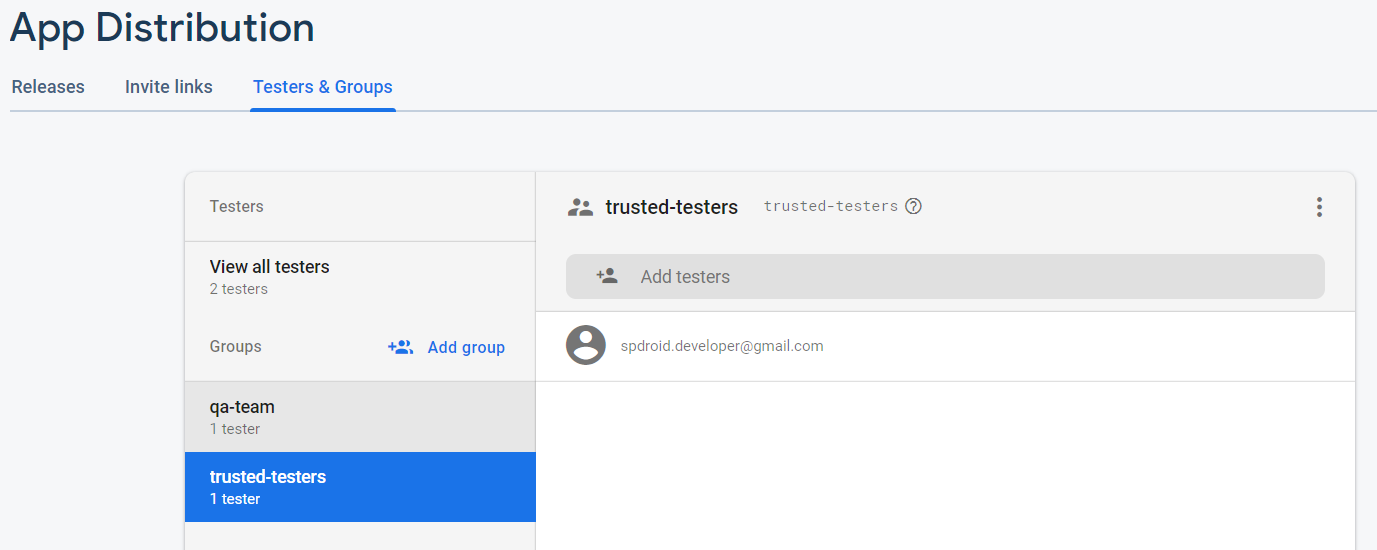 App Distribution
Releases Invite links Testers & Groups
Testers
View all testers
2 testers
Groups Add group
qa-team
1 tester
trusted-testers
1 tester
trusted-testers trusted-testers
Add testers
spdroid.developer@gmail.com